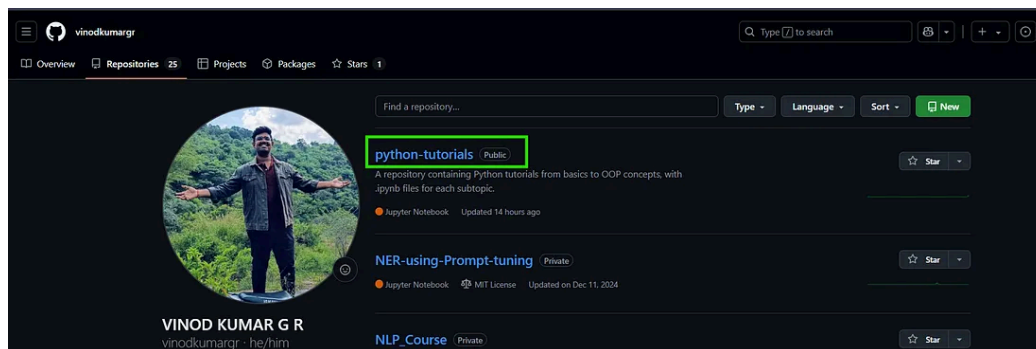 vinodkumargr
Type / to search
Overview Repositories 25 Projects Packages Stars 1
Find a repository...
Type Language Sort New
python-tutorials Public
Star
A repository containing Python tutorials from basics to OOP concepts, with
.ipynb files for each subtopic.
Jupyter Notebook Updated 14 hours ago
NER-using-Prompt-tuning Private
Star
Jupyter Notebook MIT License Updated on Dec 11, 2024
VINOD KUMAR G R
vinodkumargr · he/him
NLP_Course Private
Star